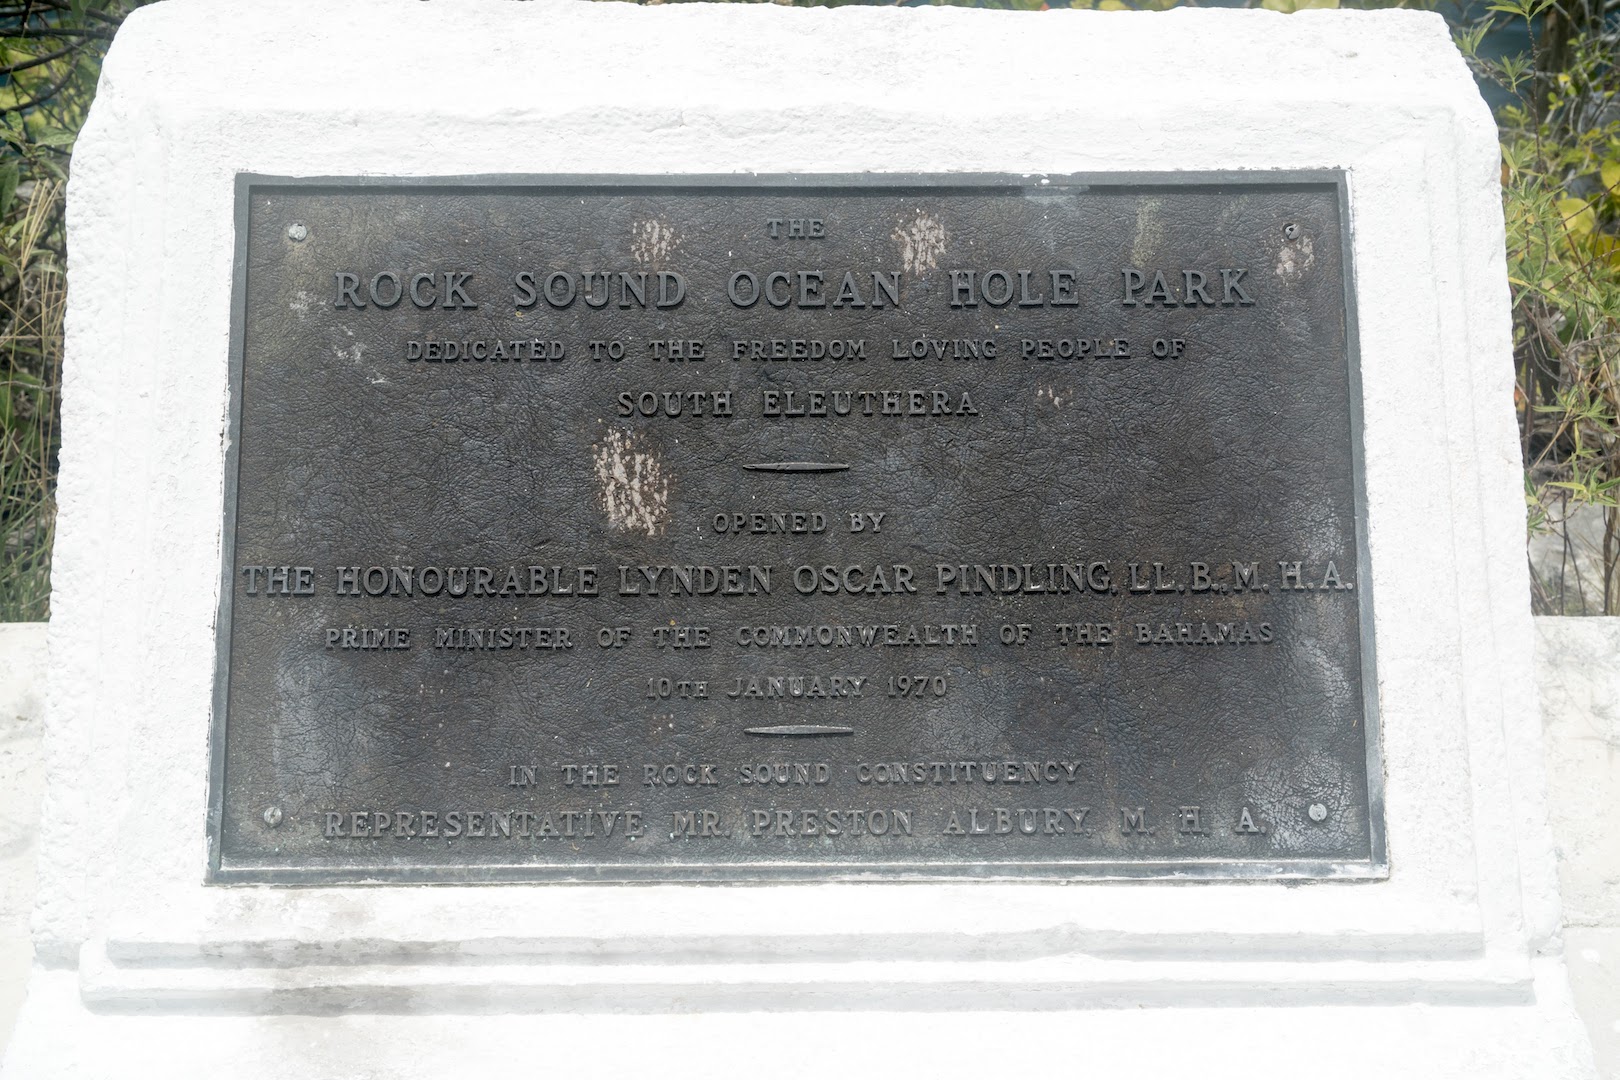 THE
ROCK SOUND OCEAN HOLE PARK
DEDICATED TO THE FREEDOM LOVING PEOPLE OF
SOUTH ELEUTHERA
OPENED BY
THE HONOURABLE LYNDEN OSCAR PINDLING, LL.B., M.H.A.
PRIME MINISTER OF THE COMMONWEALTH OF THE BAHAMAS
10TH JANUARY 1970
IN THE ROCK SOUND CONSTITUENCY
REPRESENTATIVE MR. PRESTON ALBURY, M. H. A.